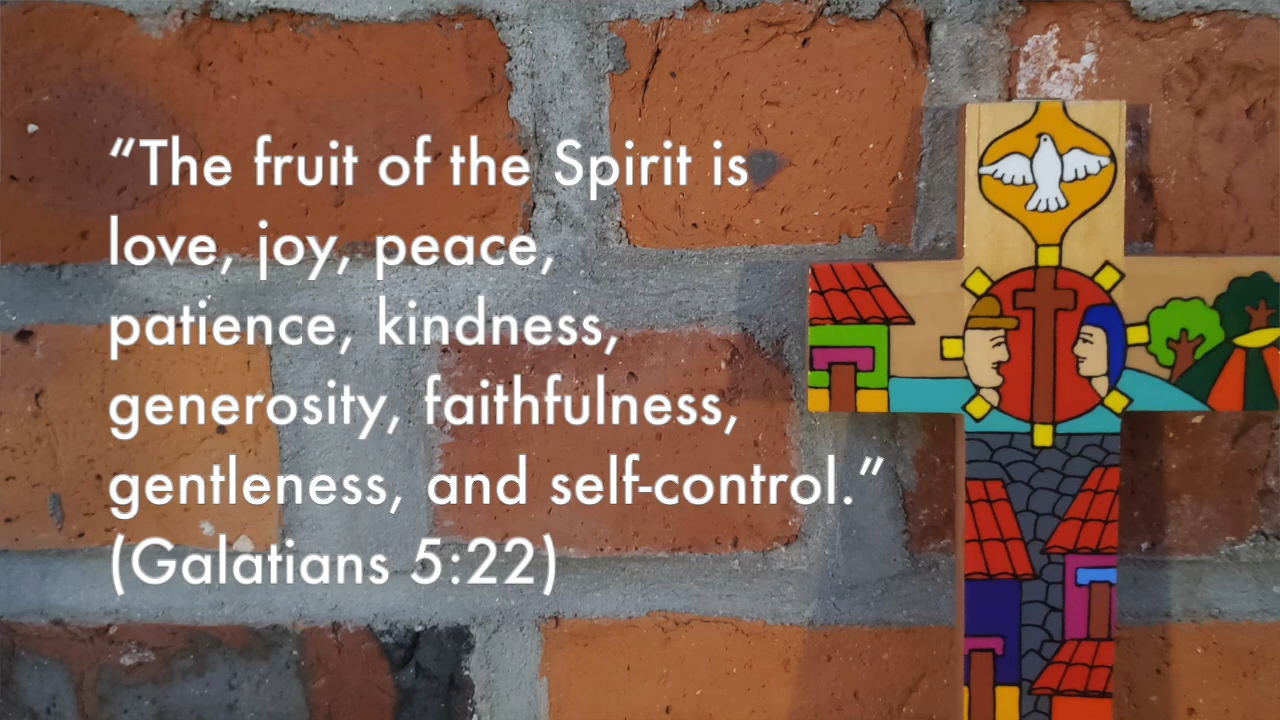 “The fruit of the Spirit is
love, joy, peace,
patience, kindness,
generosity, faithfulness,
gentleness, and self-control.”
(Galatians 5:22)